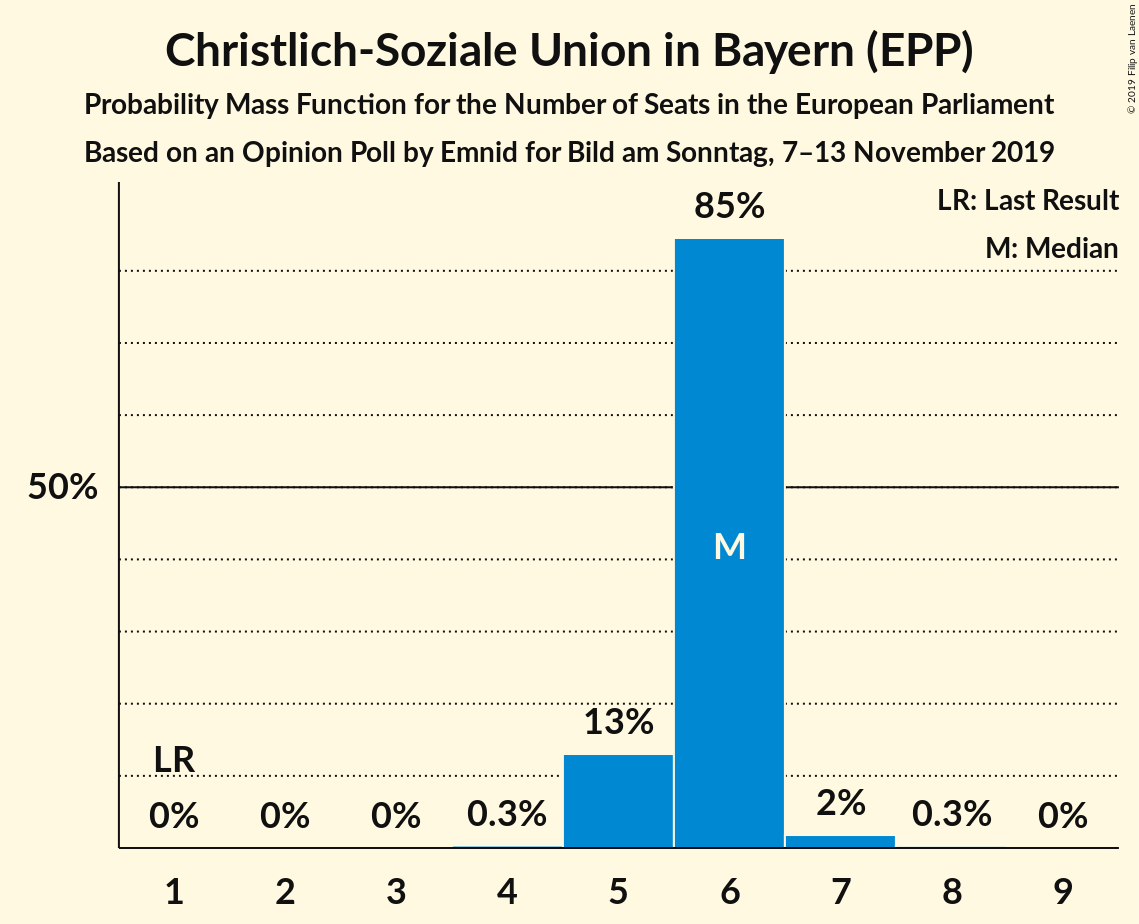 Christlich-Soziale Union in Bayern (EPP)
Probability Mass Function for the Number of Seats in the European Parliament
Based on an Opinion Poll by Emnid for Bild am Sonntag, 7–13 November 2019
© 2019 Filip van Laenen
LR: Last Result
M: Median
85%
50%
M
13%
LR
0% 0% 0% 0.3% 2% 0.3% 0%
1 2 3 4 5 6 7 8 9